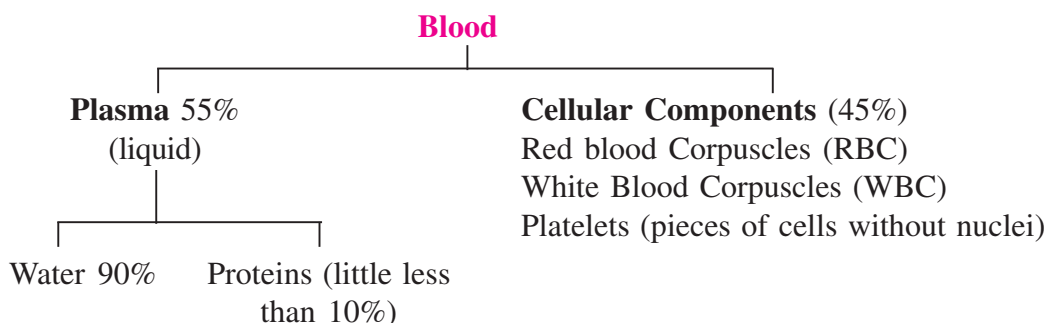 Blood
Plasma 55%
(liquid)
Cellular Components (45%)
Red blood Corpuscles (RBC)
White Blood Corpuscles (WBC)
Platelets (pieces of cells without nuclei)
Water 90%
Proteins (little less
than 10%)